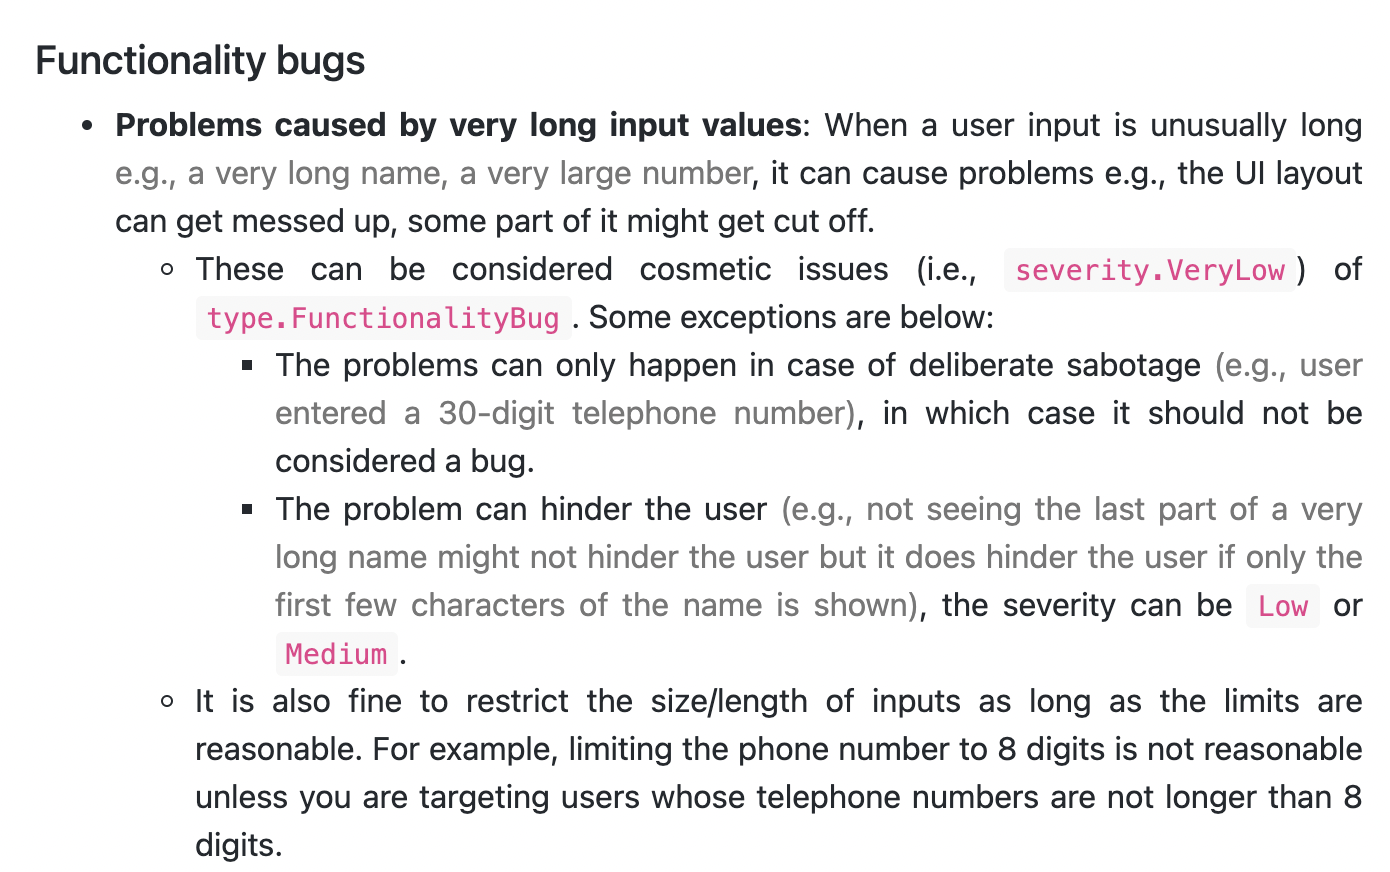 Functionality bugs
• Problems caused by very long input values: When a user input is unusually long
e.g., a very long name, a very large number, it can cause problems e.g., the UI layout
can get messed up, some part of it might get cut off.
◦ These can be considered cosmetic issues (i.e., severity.VeryLow) of
type.FunctionalityBug. Some exceptions are below:
▪ The problems can only happen in case of deliberate sabotage (e.g., user
entered a 30-digit telephone number), in which case it should not be
considered a bug.
▪ The problem can hinder the user (e.g., not seeing the last part of a very
long name might not hinder the user but it does hinder the user if only the
first few characters of the name is shown), the severity can be Low or
Medium.
◦ It is also fine to restrict the size/length of inputs as long as the limits are
reasonable. For example, limiting the phone number to 8 digits is not reasonable
unless you are targeting users whose telephone numbers are not longer than 8
digits.